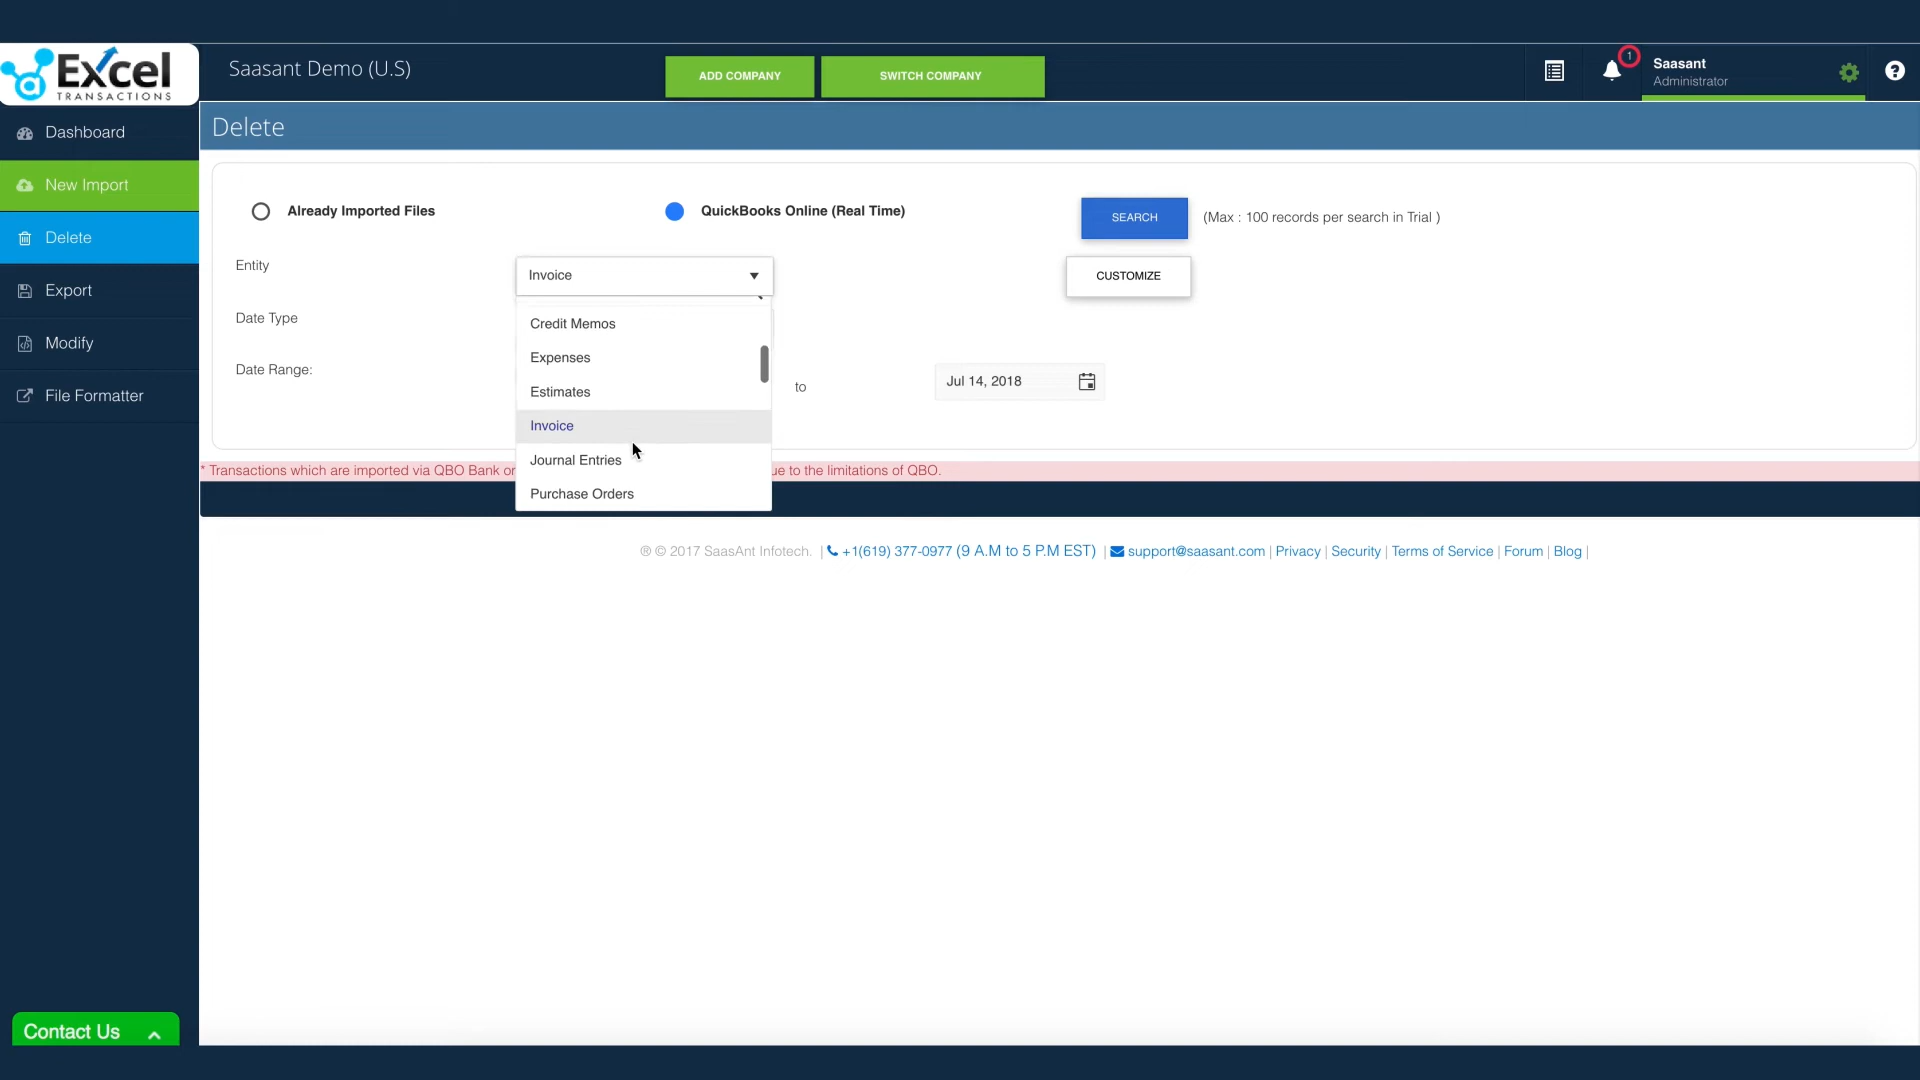 Excel
TRANSACTIONS
Saasant Demo (U.S)
ADD COMPANY
SWITCH COMPANY
1
Saasant
Administrator
Dashboard
New Import
Delete
Export
Modify
File Formatter
Delete
Already Imported Files
QuickBooks Online (Real Time)
SEARCH
(Max : 100 records per search in Trial )
Entity
Invoice
CUSTOMIZE
Date Type
Date Range:
to
Jul 14, 2018
Credit Memos
Expenses
Estimates
Invoice
Journal Entries
Purchase Orders
* Transactions which are imported via QBO Bank or
ue to the limitations of QBO.
® © 2017 SaasAnt Infotech. | +1(619) 377-0977 (9 A.M to 5 P.M EST) | support@saasant.com | Privacy | Security | Terms of Service | Forum | Blog |
Contact Us